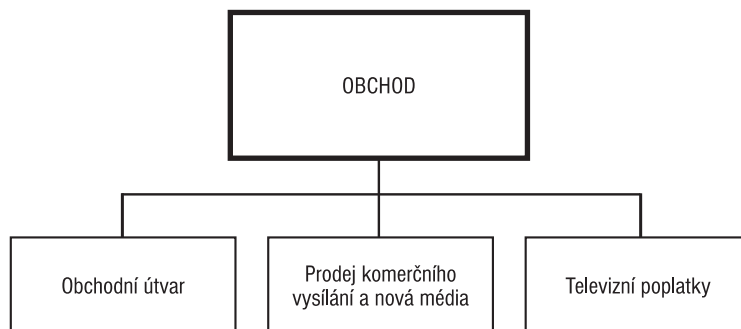 OBCHOD
Obchodní útvar
Prodej komerčního
vysílání a nová média
Televizní poplatky